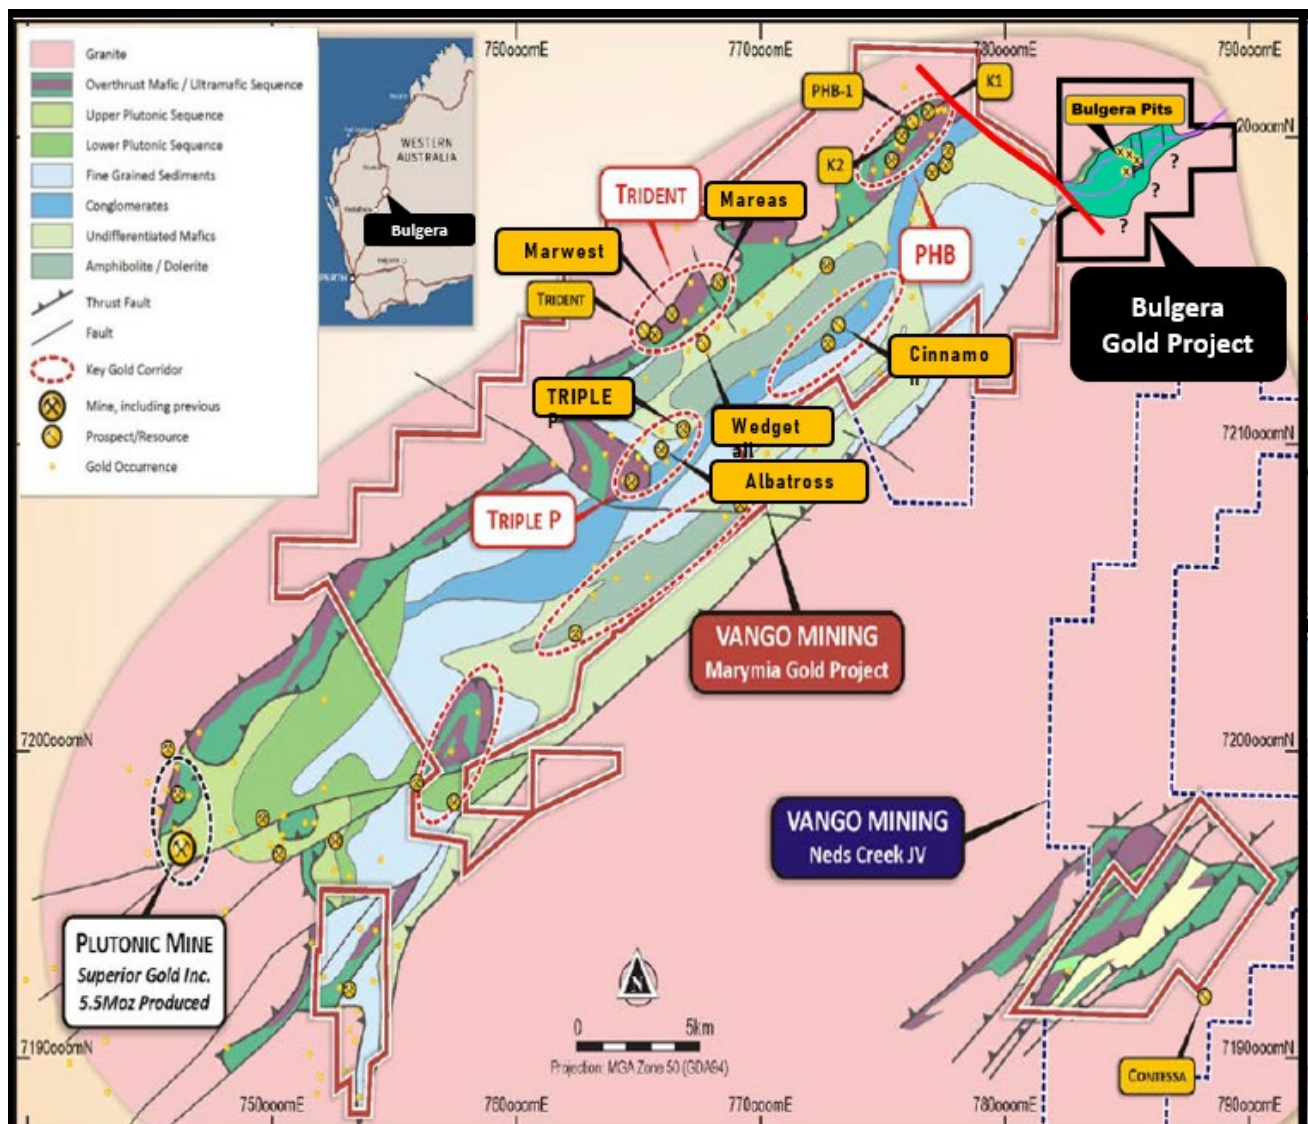 Granite
Overthrust Mafic / Ultramafic Sequence
Upper Plutonic Sequence
Lower Plutonic Sequence
Fine Grained Sediments
Conglomerates
Undifferentiated Mafics
Amphibolite / Dolerite
Thrust Fault
Fault
Key Gold Corridor
Mine, including previous
Prospect/Resource
Gold Occurrence
WESTERN
AUSTRALIA
PERTH
Bulgera
760000mE
770000mE
780000mE
790000mE
20000mN
PHB-1
K1
K2
Bulgera Pits
?
?
?
TRIDENT
Mareas
Marwest
TRIDENT
PHB
Bulgera
Gold Project
Cinnamo
n
TRIPLE
P
Wedget
ail
Albatross
TRIPLE P
7210000mN
VANGO MINING
Marymia Gold Project
7200000mN
7200000mN
VANGO MINING
Neds Creek JV
PLUTONIC MINE
Superior Gold Inc.
5.5Moz Produced
N
0 5km
Projection: MGA Zone 50 (GDA94)
7190000mN
7190000mN
CONTESSA
750000mE
760000mE
770000mE
780000mE
790000mE